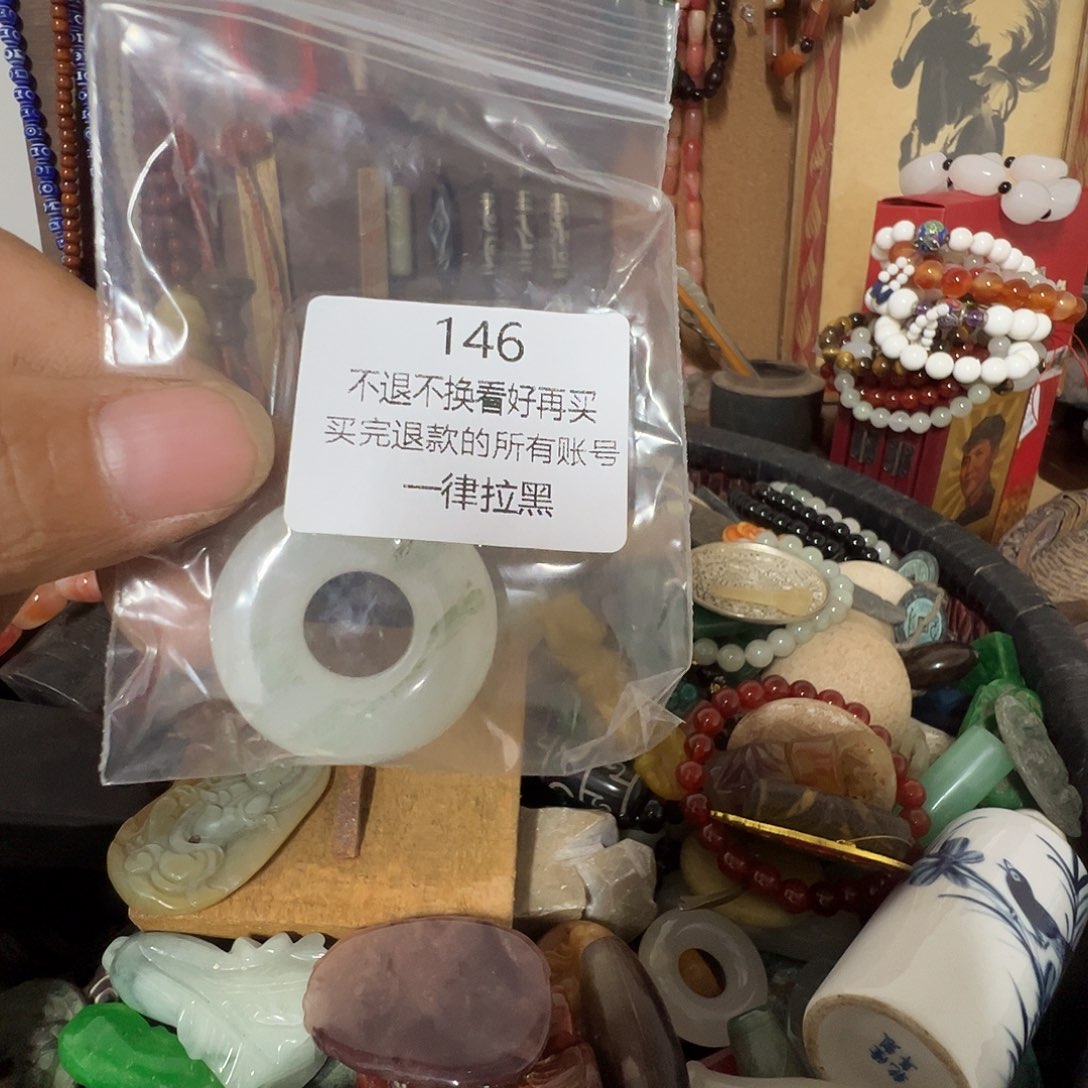 146
不退不换看好再买
买完退款的所有账号
一律拉黑